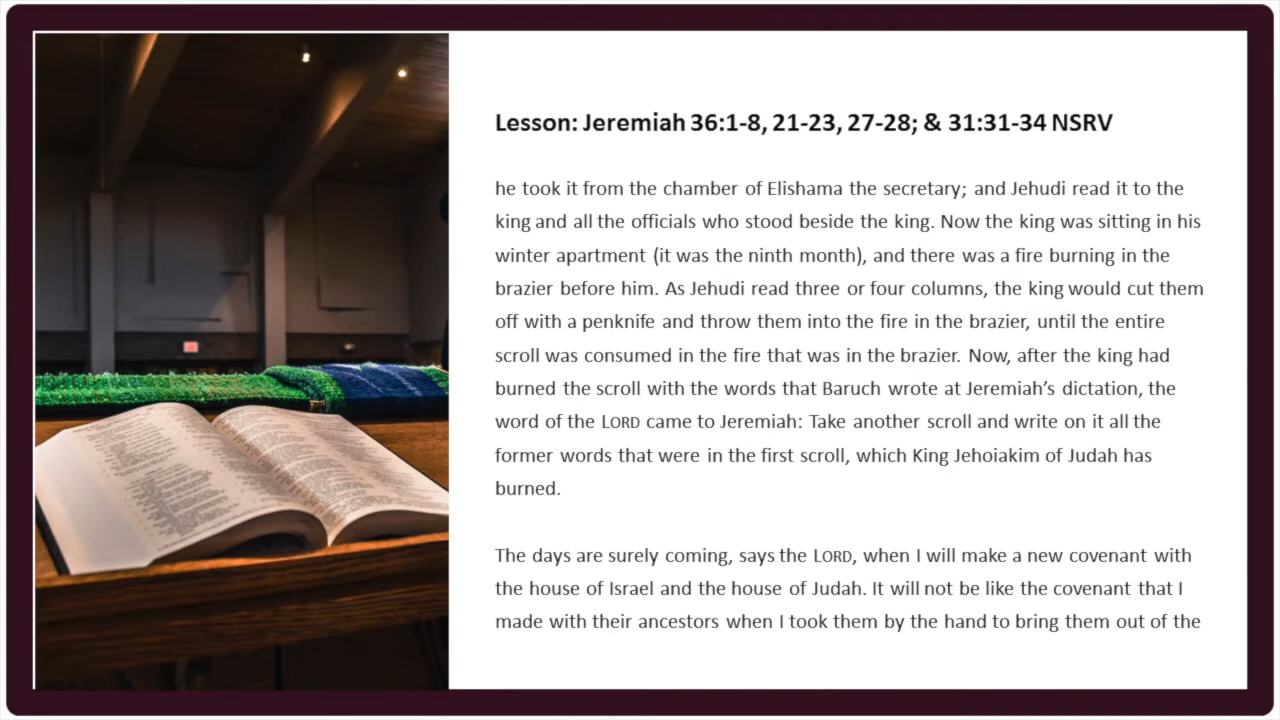 Lesson: Jeremiah 36:1-8, 21-23, 27-28; & 31:31-34 NSRV
he took it from the chamber of Elishama the secretary; and Jehudi read it to the
king and all the officials who stood beside the king. Now the king was sitting in his
winter apartment (it was the ninth month), and there was a fire burning in the
brazier before him. As Jehudi read three or four columns, the king would cut them
off with a penknife and throw them into the fire in the brazier, until the entire
scroll was consumed in the fire that was in the brazier. Now, after the king had
burned the scroll with the words that Baruch wrote at Jeremiah’s dictation, the
word of the LORD came to Jeremiah: Take another scroll and write on it all the
former words that were in the first scroll, which King Jehoiakim of Judah has
burned.
The days are surely coming, says the LORD, when I will make a new covenant with
the house of Israel and the house of Judah. It will not be like the covenant that I
made with their ancestors when I took them by the hand to bring them out of the